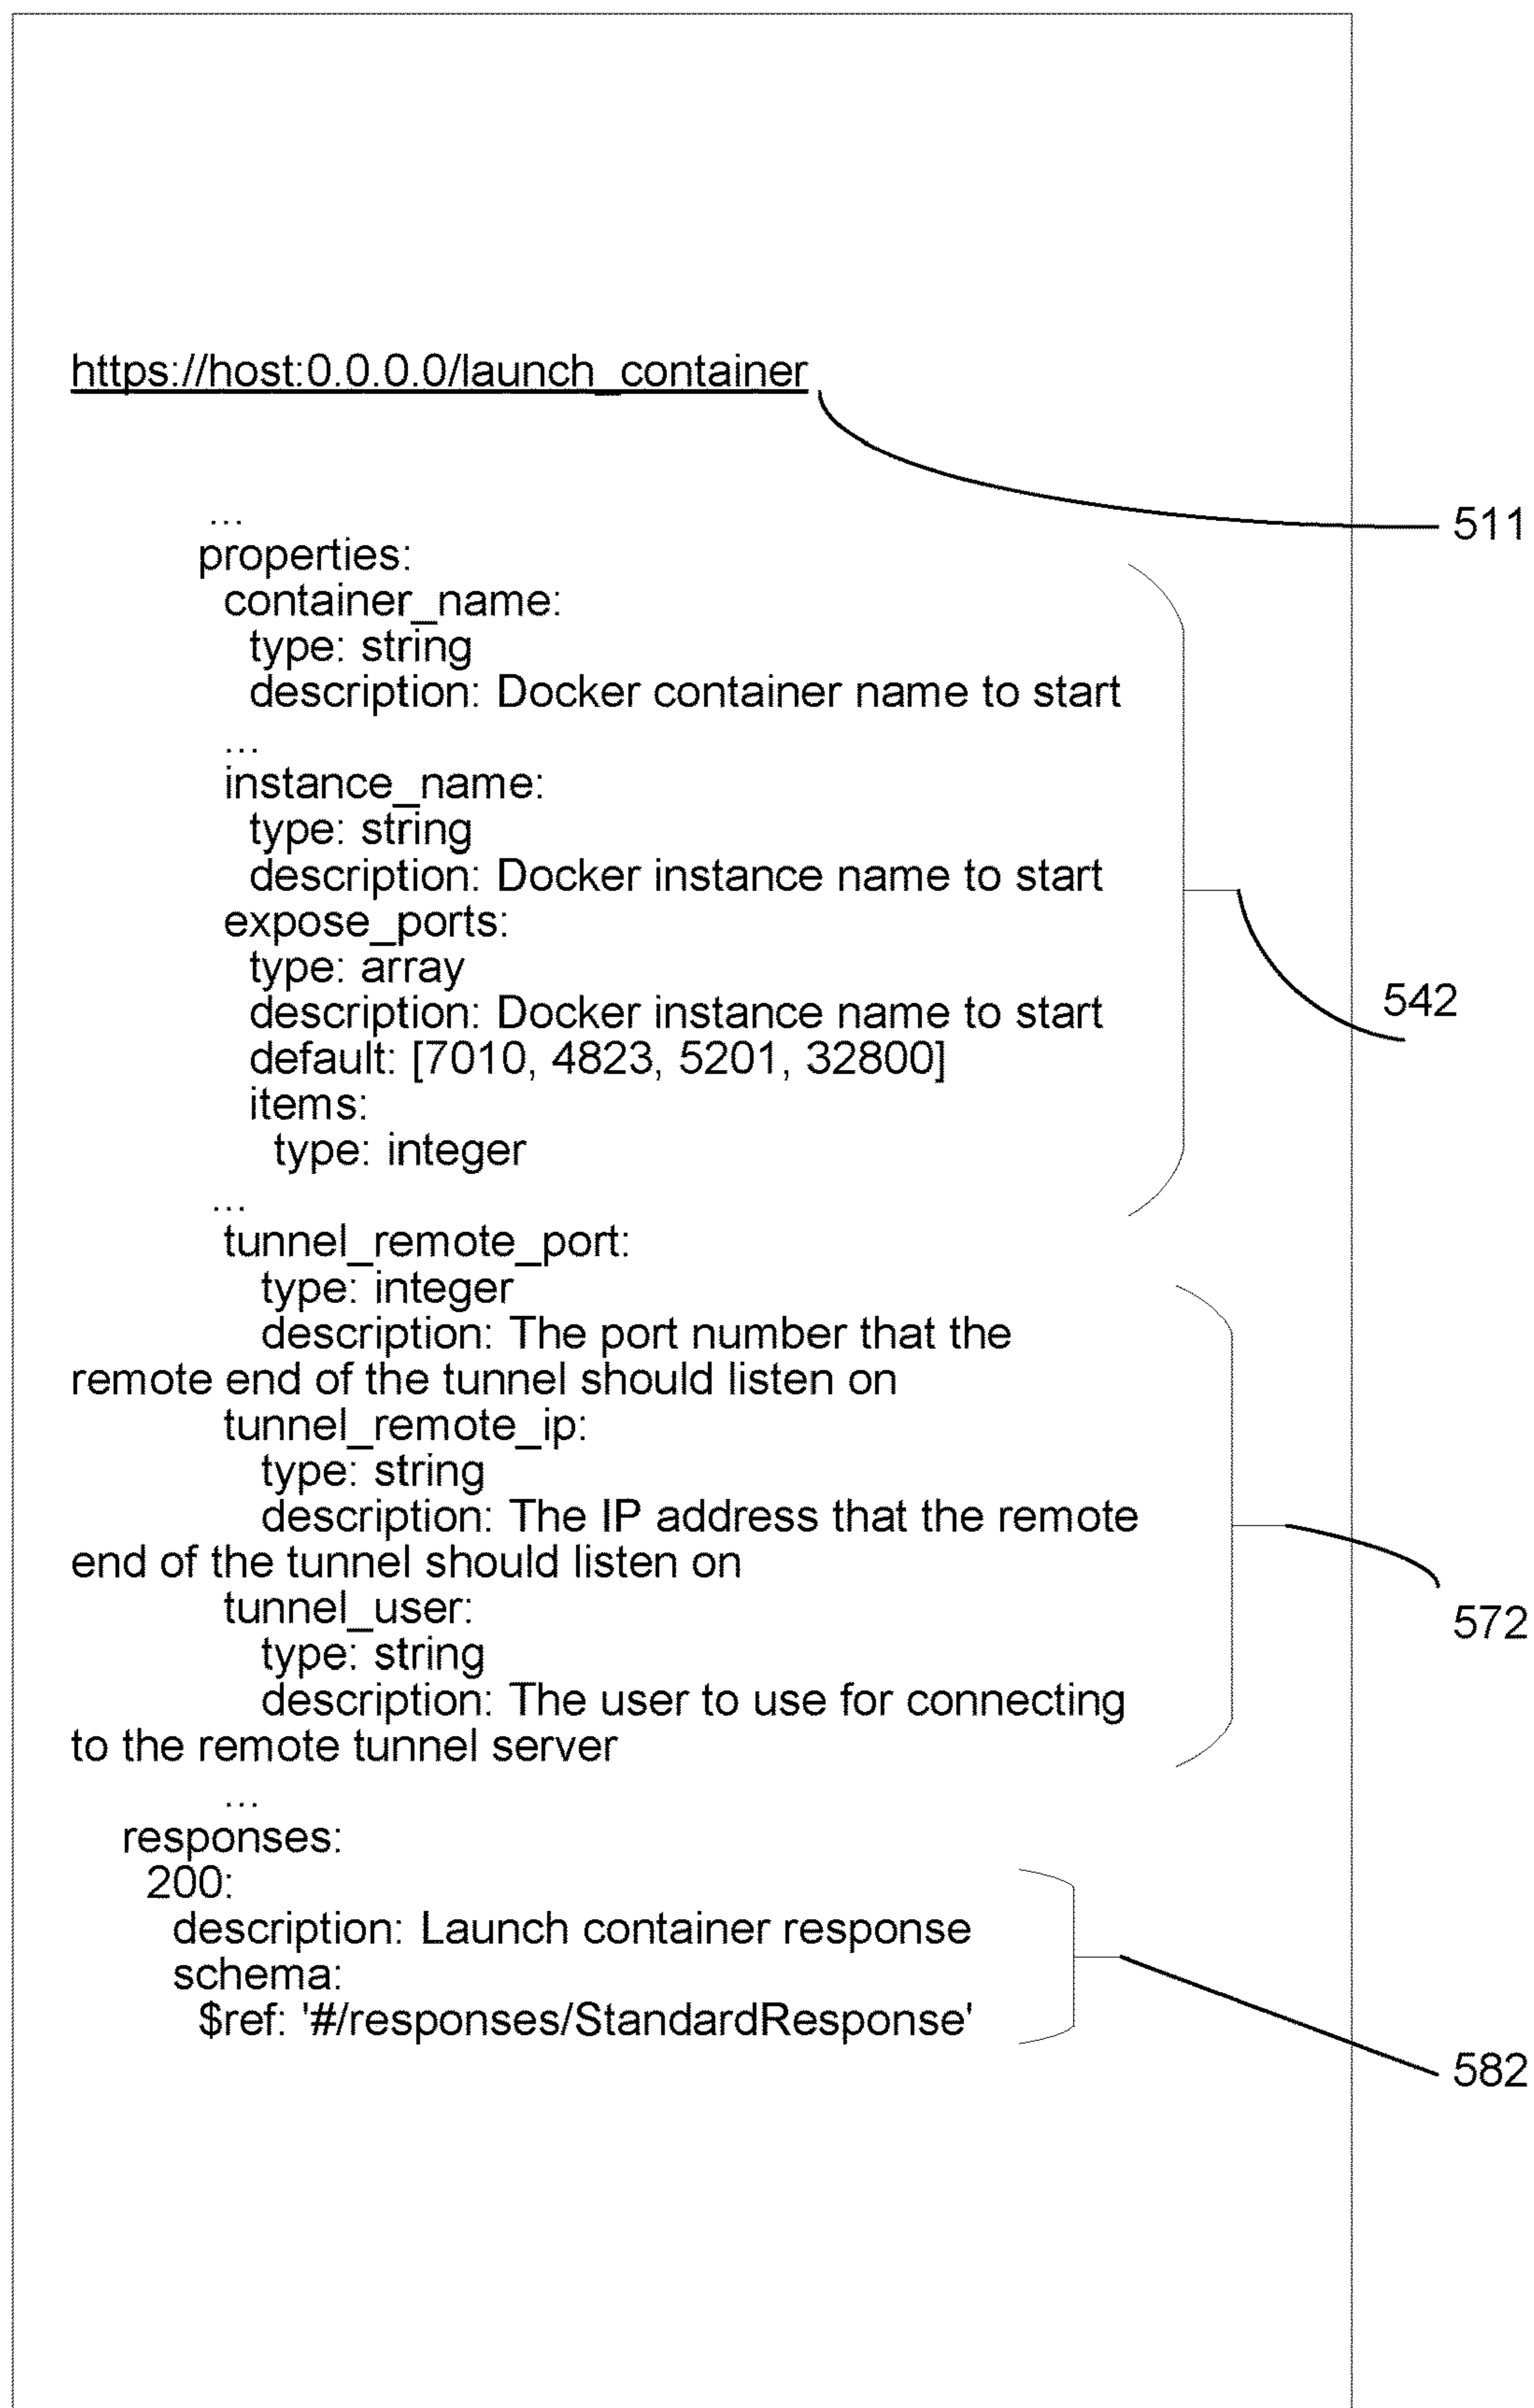 https://host:0.0.0.0/launch_container
511
...
properties:
container_name:
type: string
description: Docker container name to start
...
instance_name:
type: string
description: Docker instance name to start
expose_ports:
type: array
542
description: Docker instance name to start
default: [7010, 4823, 5201, 32800]
items:
type: integer
...
tunnel_remote_port:
type: integer
description: The port number that the
remote end of the tunnel should listen on
tunnel_remote_ip:
type: string
description: The IP address that the remote
end of the tunnel should listen on
tunnel_user:
572
type: string
description: The user to use for connecting
to the remote tunnel server
...
responses:
200:
description: Launch container response
schema:
$ref: '#/responses/StandardResponse'
582